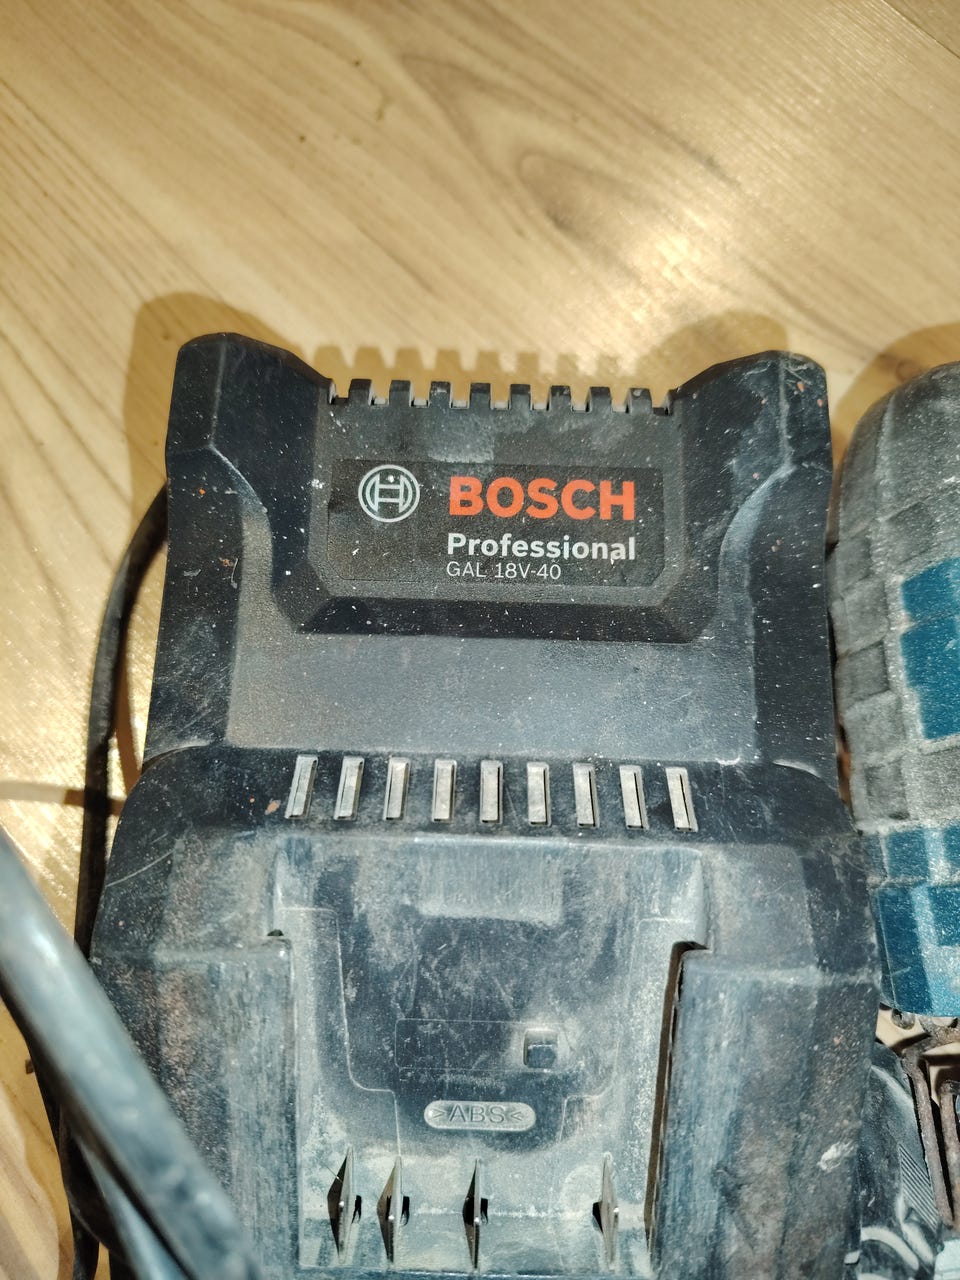 BOSCH
Professional
GAL 18V-40
>ABS<